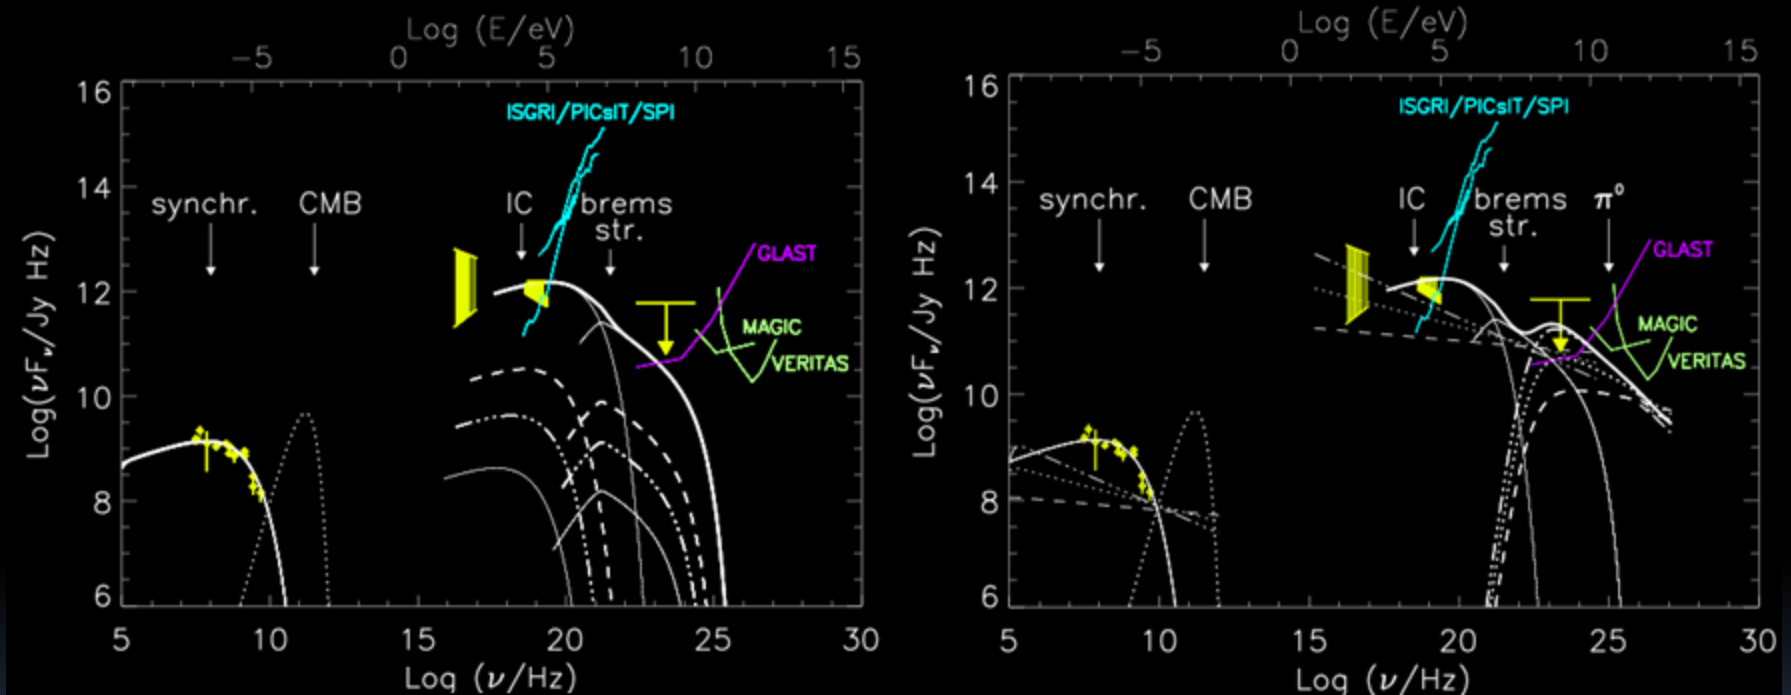 Log (E/eV)
−5 0 5 10 15
16
14
12
10
8
6
Log(νFν/Jy Hz)
ISGRI/PICsIT/SPI
synchr. CMB IC brems
str.
GLAST
MAGIC
VERITAS
5 10 15 20 25 30
Log (ν/Hz)
Log (E/eV)
−5 0 5 10 15
16
14
12
10
8
6
Log(νFν/Jy Hz)
ISGRI/PICsIT/SPI
synchr. CMB IC brems π⁰
str.
GLAST
MAGIC
VERITAS
5 10 15 20 25 30
Log (ν/Hz)